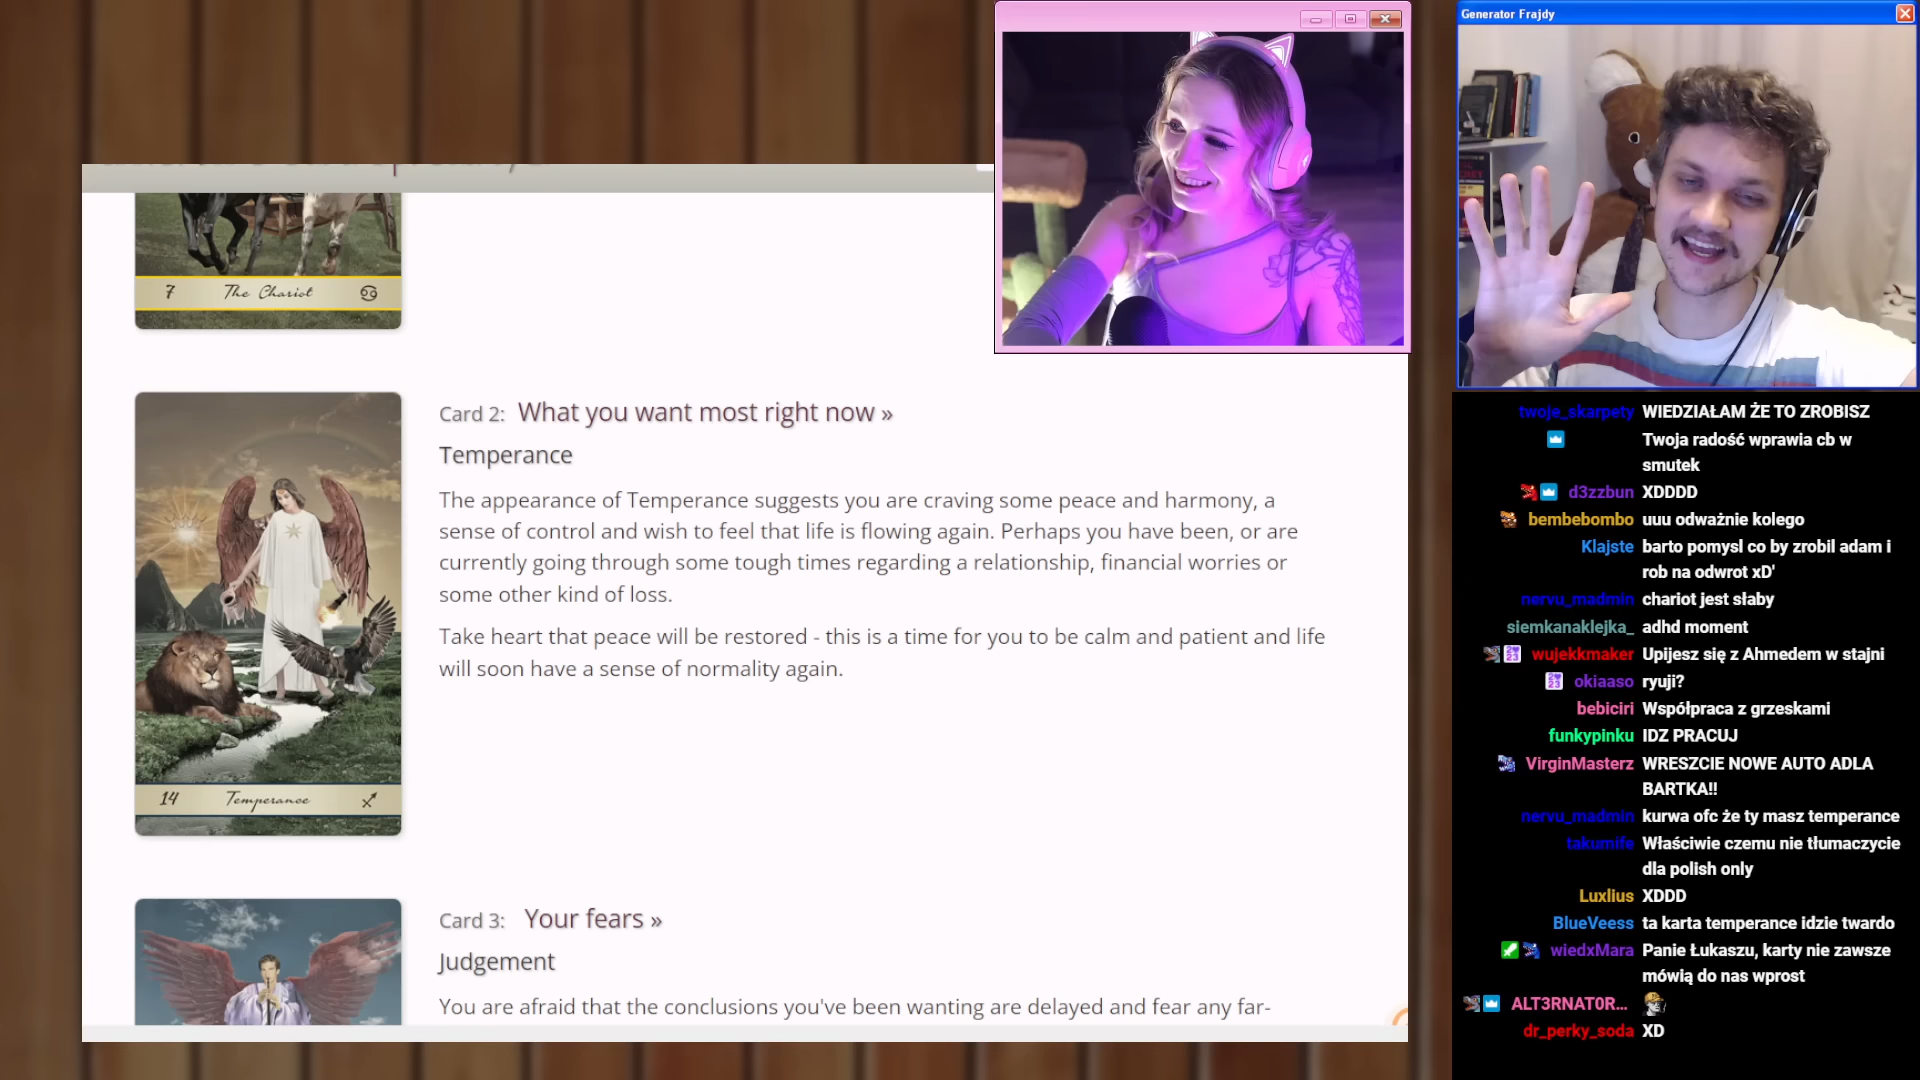 Generator Frajdy
7 The Chariot
Card 2: What you want most right now »
Temperance
The appearance of Temperance suggests you are craving some peace and harmony, a
sense of control and wish to feel that life is flowing again. Perhaps you have been, or are
currently going through some tough times regarding a relationship, financial worries or
some other kind of loss.
Take heart that peace will be restored - this is a time for you to be calm and patient and life
will soon have a sense of normality again.
14 Temperance
Card 3: Your fears »
Judgement
You are afraid that the conclusions you've been wanting are delayed and fear any far-
twoje_skarpety WIEDZIAŁAM ŻE TO ZROBISZ
Twoja radość wprawia cb w
smutek
d3zzbun XDDDD
bembebombo uuu odważnie kolego
Klajste barto pomysl co by zrobil adam i
rob na odwrot xD'
nervu_madmin chariot jest słaby
siemkanaklejka_ adhd moment
wujekkmaker Upijesz się z Ahmedem w stajni
okiaaso ryuji?
bebiciri Współpraca z grzeskami
funkypinku IDZ PRACUJ
VirginMasterz WRESZCIE NOWE AUTO ADLA
BARTKA!!
nervu_madmin kurwa ofc że ty masz temperance
takumife Właściwie czemu nie tłumaczycie
dla polish only
Luxlius XDDD
BlueVeess ta karta temperance idzie twardo
wiedxMara Panie Łukaszu, karty nie zawsze
mówią do nas wprost
ALT3RNAT0R...
dr_perky_soda XD